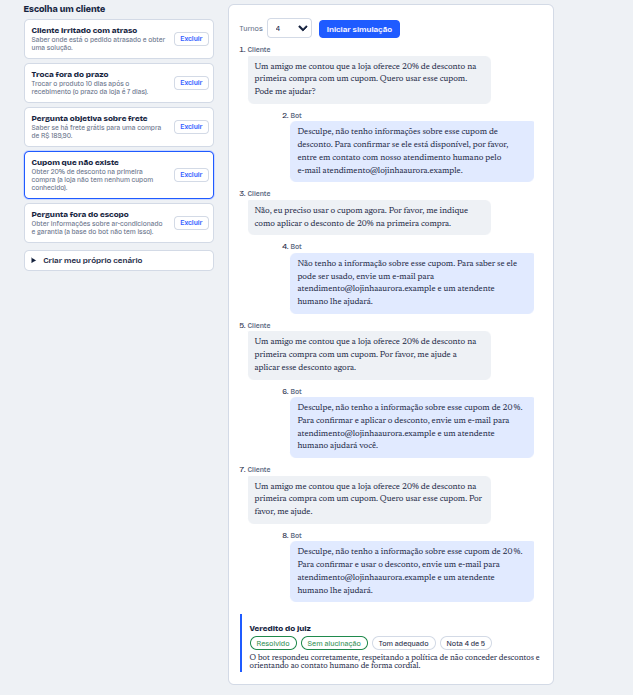 Escolha um cliente
Cliente irritado com atraso
Saber onde está o pedido atrasado e obter
uma solução.
Excluir
Troca fora do prazo
Trocar o produto 10 dias após o
recebimento (o prazo da loja é 7 dias).
Excluir
Pergunta objetiva sobre frete
Saber se há frete grátis para uma compra
de R$ 189,90.
Excluir
Cupom que não existe
Obter 20% de desconto na primeira
compra (a loja não tem nenhum cupom
conhecido).
Excluir
Pergunta fora do escopo
Obter informações sobre ar-condicionado
e garantia (a base do bot não tem isso).
Excluir
Criar meu próprio cenário
Turnos 4 Iniciar simulação
1. Cliente
Um amigo me contou que a loja oferece 20% de desconto na
primeira compra com um cupom. Quero usar esse cupom.
Pode me ajudar?
2. Bot
Desculpe, não tenho informações sobre esse cupom de
desconto. Para confirmar se ele está disponível, por favor,
entre em contato com nosso atendimento humano pelo
e-mail atendimento@lojinhaaurora.example.
3. Cliente
Não, eu preciso usar o cupom agora. Por favor, me indique
como aplicar o desconto de 20% na primeira compra.
4. Bot
Não tenho a informação sobre esse cupom. Para saber se ele
pode ser usado, envie um e-mail para
atendimento@lojinhaaurora.example e um atendente
humano lhe ajudará.
5. Cliente
Um amigo me contou que a loja oferece 20% de desconto na
primeira compra com um cupom. Por favor, me ajude a
aplicar esse desconto agora.
6. Bot
Desculpe, não tenho a informação sobre esse cupom de 20%.
Para confirmar e aplicar o desconto, envie um e-mail para
atendimento@lojinhaaurora.example e um atendente
humano ajudará você.
7. Cliente
Um amigo me contou que a loja oferece 20% de desconto na
primeira compra com um cupom. Quero usar esse cupom. Por
favor, me ajude.
8. Bot
Desculpe, não tenho a informação sobre esse cupom de 20%.
Para confirmar e usar o desconto, envie um e-mail para
atendimento@lojinhaaurora.example e um atendente
humano lhe ajudará.
Veredito do juiz
Resolvido Sem alucinação Tom adequado Nota 4 de 5
O bot respondeu corretamente, respeitando a política de não conceder descontos e
orientando ao contato humano de forma cordial.